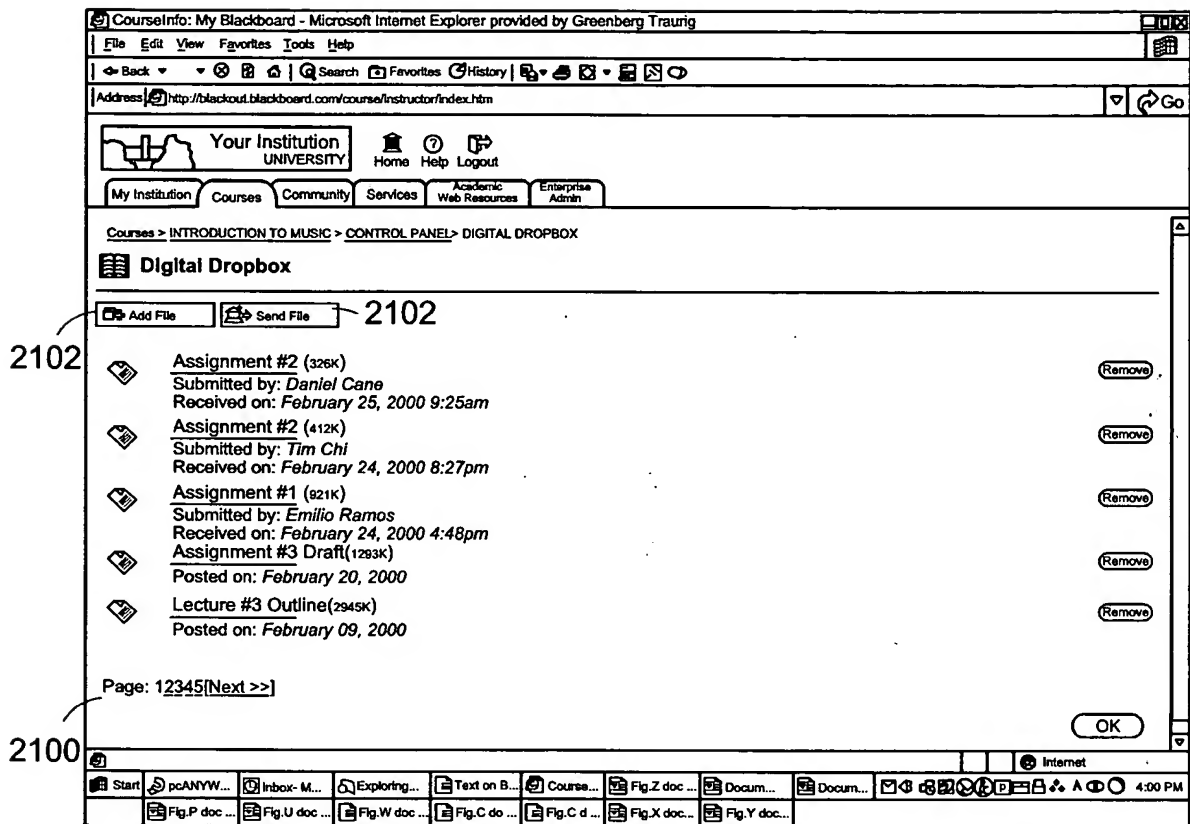 CourseInfo: My Blackboard - Microsoft Internet Explorer provided by Greenberg Traurig
File Edit View Favorites Tools Help
Back Search Favorites History
Address http://blackout.blackboard.com/course/instructor/index.htm Go
Your Institution
UNIVERSITY
Home Help Logout
My Institution Courses Community Services Academic Web Resources Enterprise Admin
Courses > INTRODUCTION TO MUSIC > CONTROL PANEL> DIGITAL DROPBOX
Digital Dropbox
Add File Send File 2102
2102
Assignment #2 (326K) Remove
Submitted by: Daniel Cane
Received on: February 25, 2000 9:25am
Assignment #2 (412K) Remove
Submitted by: Tim Chi
Received on: February 24, 2000 8:27pm
Assignment #1 (921K) Remove
Submitted by: Emilio Ramos
Received on: February 24, 2000 4:48pm
Assignment #3 Draft(1293K) Remove
Posted on: February 20, 2000
Lecture #3 Outline(2945K) Remove
Posted on: February 09, 2000
Page: 12345[Next >>]
OK
2100
Internet
Start pcANYW... Inbox- M... Exploring... Text on B... Course... Fig.Z doc ... Docum... Docum... 4:00 PM
Fig.P doc ... Fig.U doc ... Fig.W doc ... Fig.C do ... Fig.C d ... Fig.X doc... Fig.Y doc...